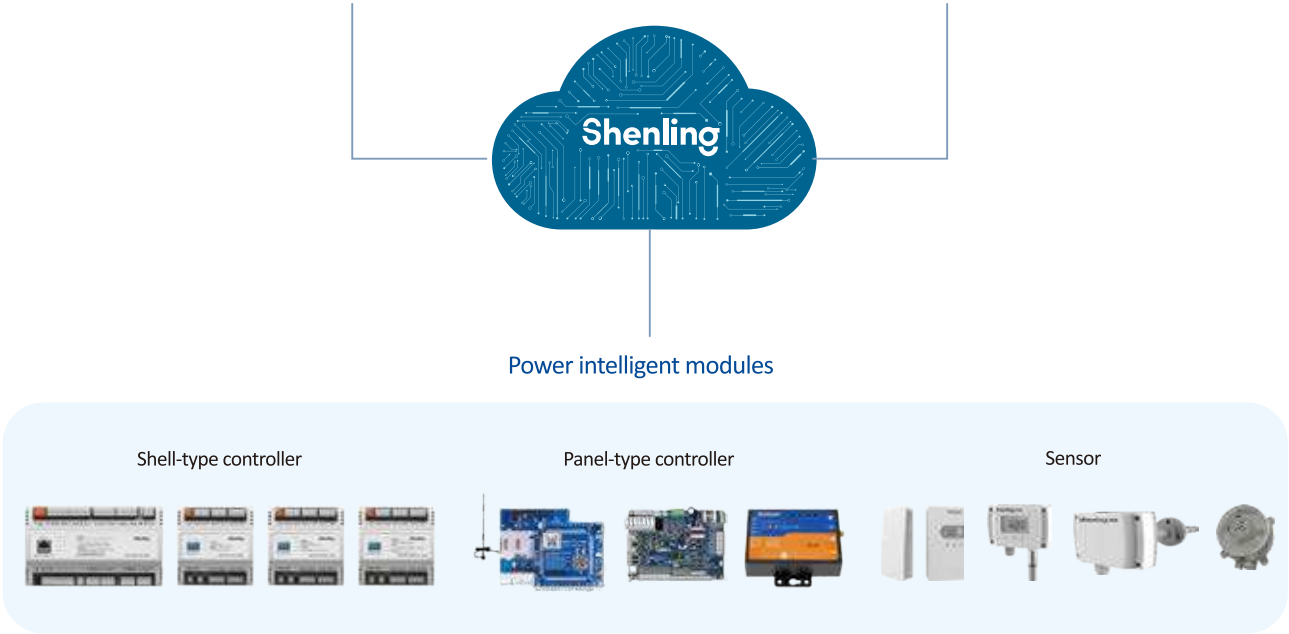 Shenling
Power intelligent modules
Shell-type controller
Panel-type controller
Sensor